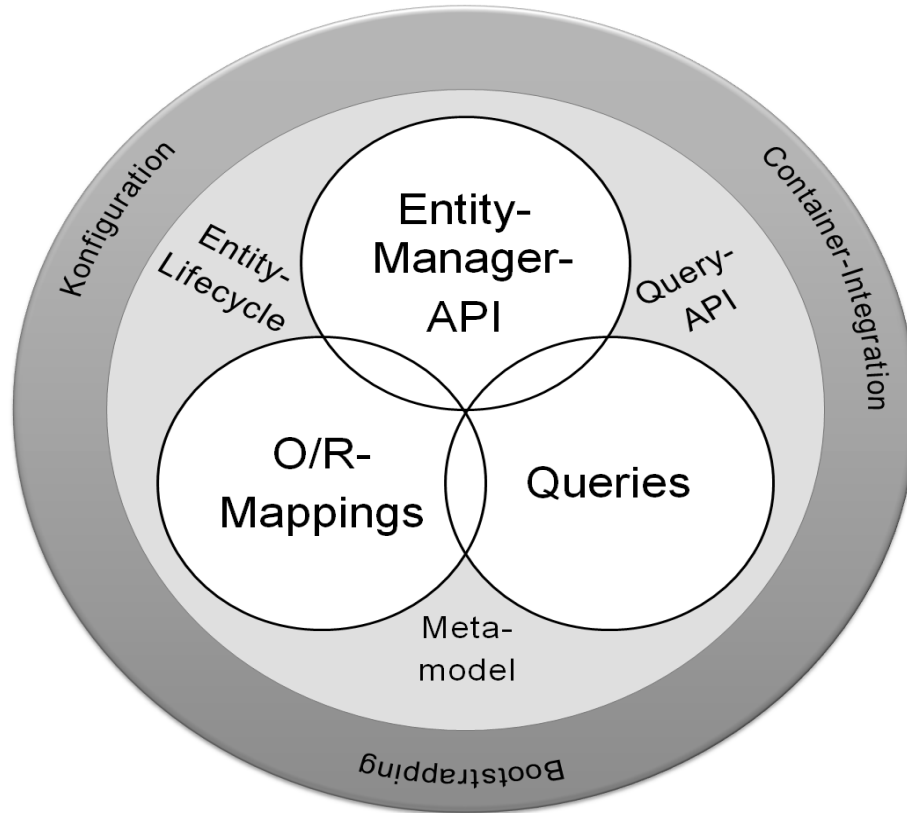 Konfiguration
Container-Integration
Entity-
Lifecycle
Entity-
Manager-
API
Query-
API
O/R-
Mappings
Queries
Meta-
model
Bootstrapping